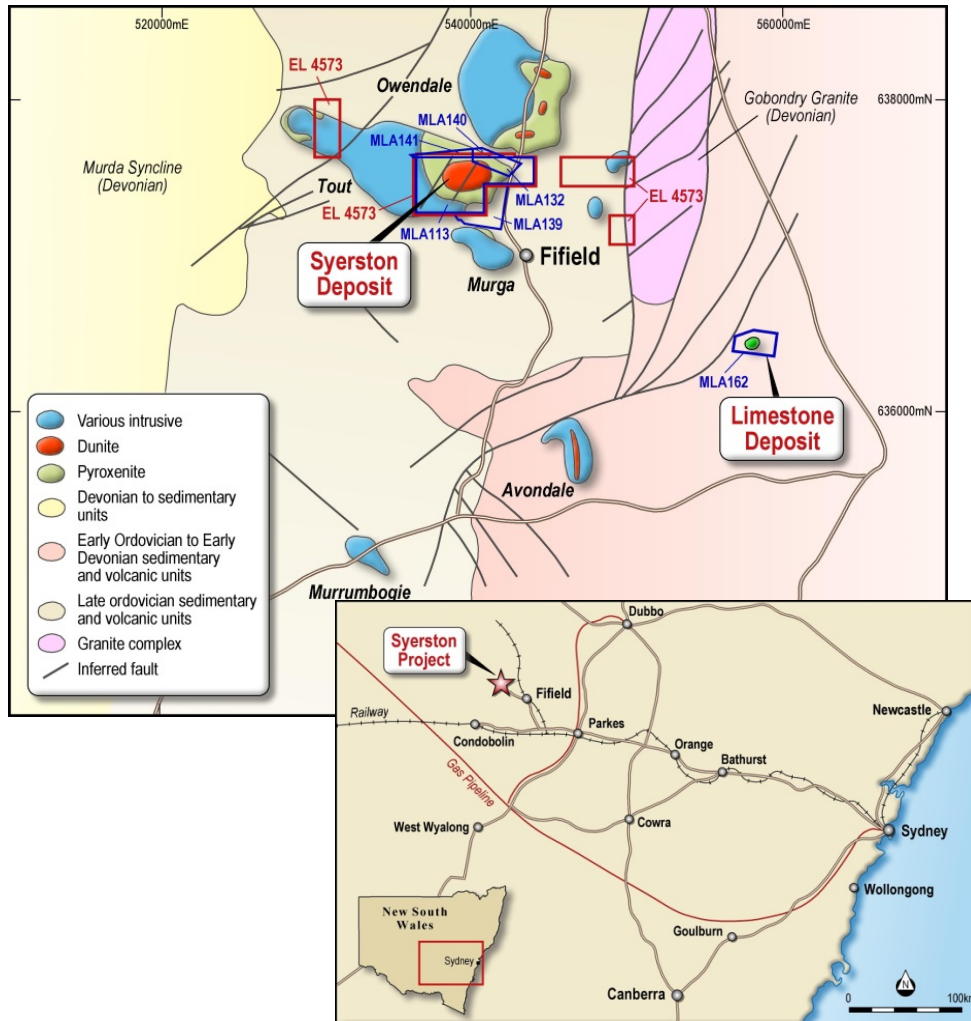 520000mE
540000mE
560000mE
EL 4573
Owendale
638000mN
MLA140
MLA141
Gobondry Granite
(Devonian)
Murda Syncline
(Devonian)
Tout
EL 4573
MLA132
EL 4573
MLA113
MLA139
Syerston
Deposit
Fifield
Murga
MLA162
Limestone
Deposit
636000mN
Various intrusive
Dunite
Pyroxenite
Devonian to sedimentary
units
Early Ordovician to Early
Devonian sedimentary
and volcanic units
Late ordovician sedimentary
and volcanic units
Granite complex
Inferred fault
Avondale
Murrumbogie
Dubbo
Syerston
Project
Fifield
Newcastle
Railway
Condobolin
Parkes
Orange
Bathurst
Gas Pipeline
West Wyalong
Cowra
Sydney
Wollongong
New South
Wales
Sydney
Goulburn
Canberra
N
0
100km